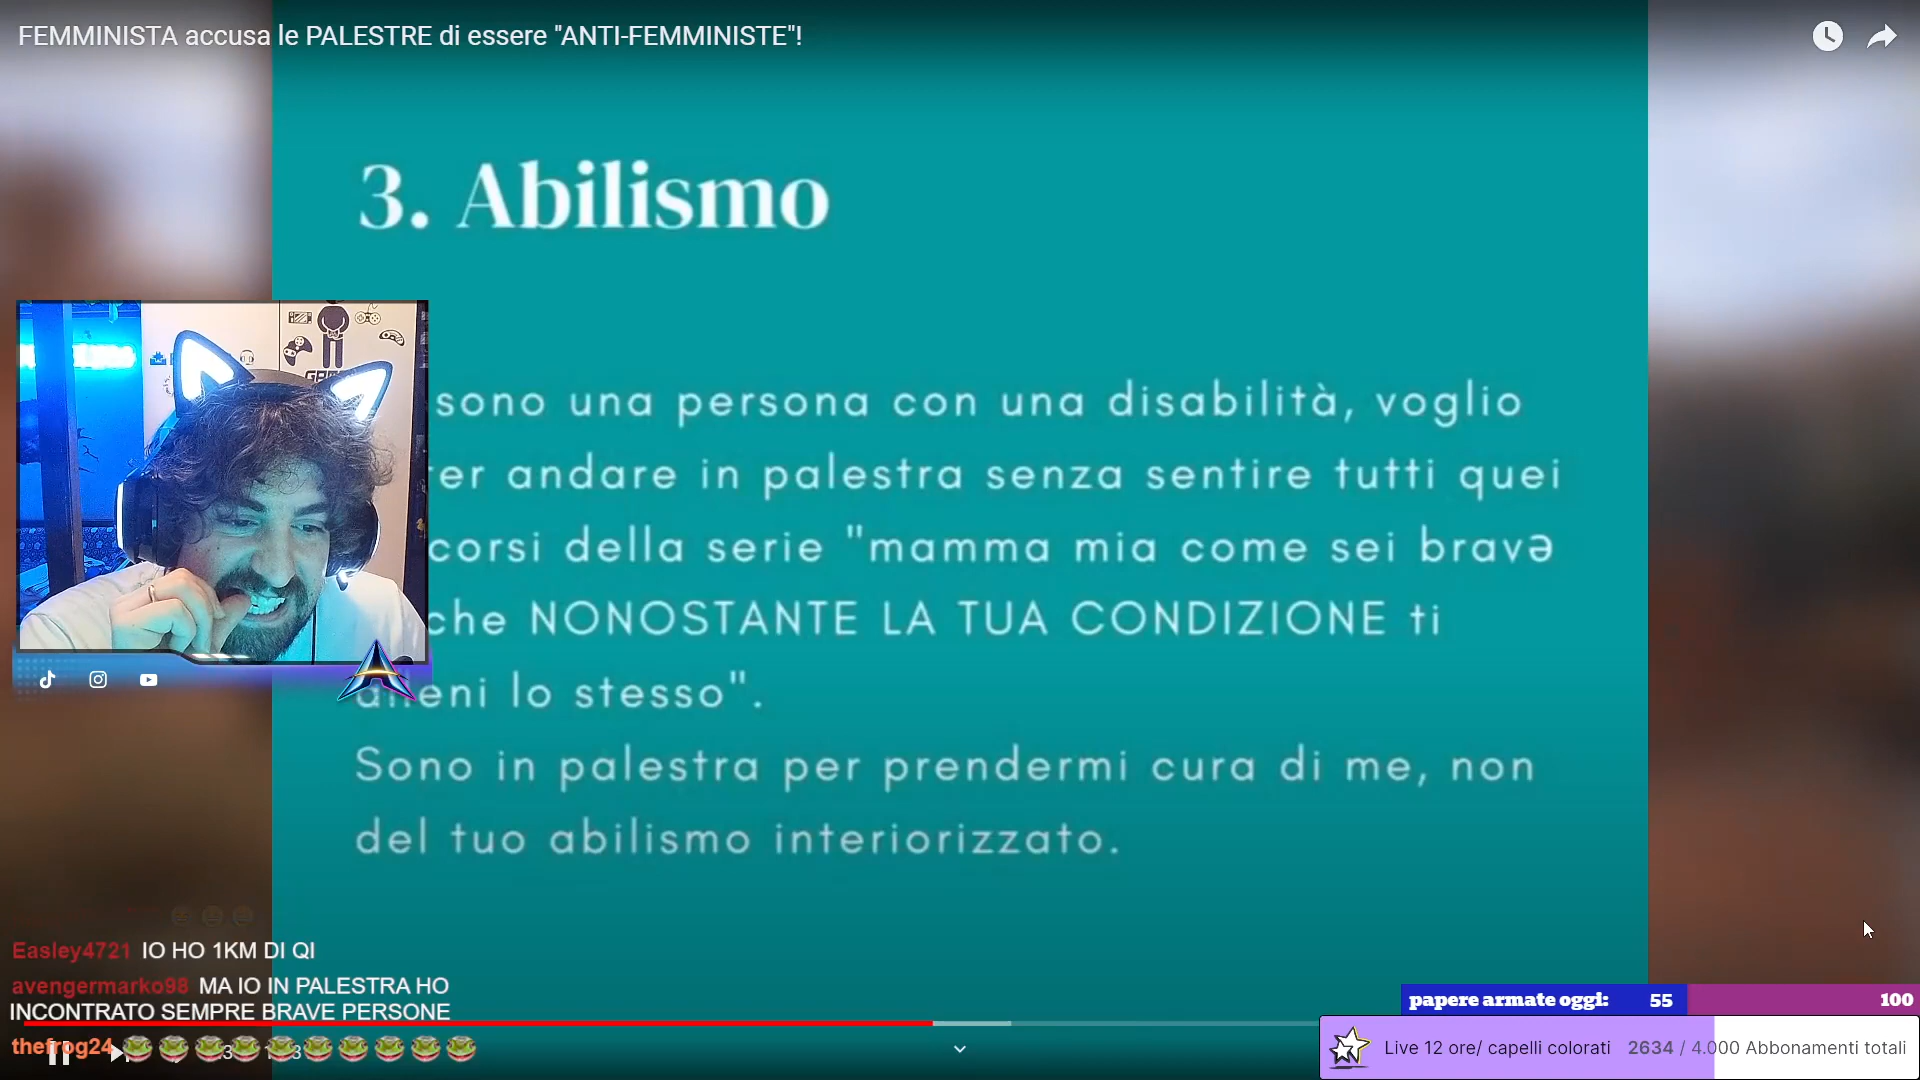 FEMMINISTA accusa le PALESTRE di essere "ANTI-FEMMINISTE"!
3. Abilismo
sono una persona con una disabilità, voglio
andare in palestra senza sentire tutti quei
della serie "mamma mia come sei bravə
che NONOSTANTE LA TUA CONDIZIONE ti
lo stesso".
Sono in palestra per prendermi cura di me, non
del tuo abilismo interiorizzato.
Easley4721 IO HO 1KM DI QI
avengermarko98 MA IO IN PALESTRA HO
INCONTRATO SEMPRE BRAVE PERSONE
thefrog24
papere armate oggi: 55 100
Live 12 ore/ capelli colorati 2634 / 4.000 Abbonamenti totali